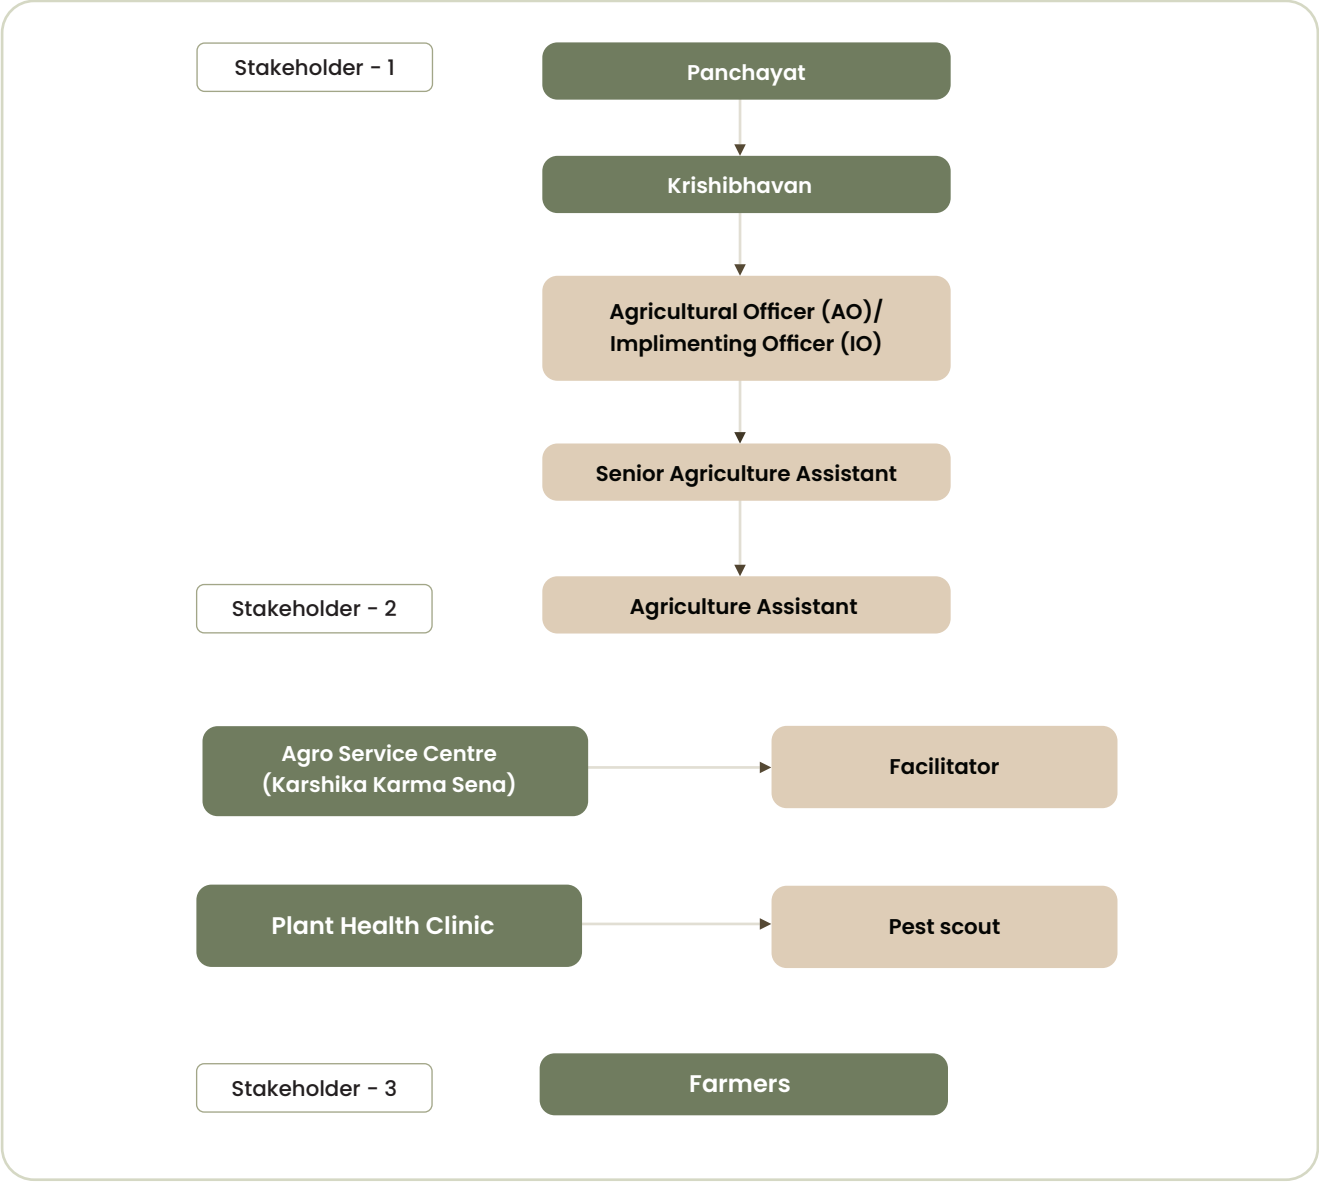 Stakeholder - 1
Panchayat
Krishibhavan
Agricultural Officer (AO)/
Implimenting Officer (IO)
Senior Agriculture Assistant
Stakeholder - 2
Agriculture Assistant
Agro Service Centre
(Karshika Karma Sena)
Facilitator
Plant Health Clinic
Pest scout
Stakeholder - 3
Farmers